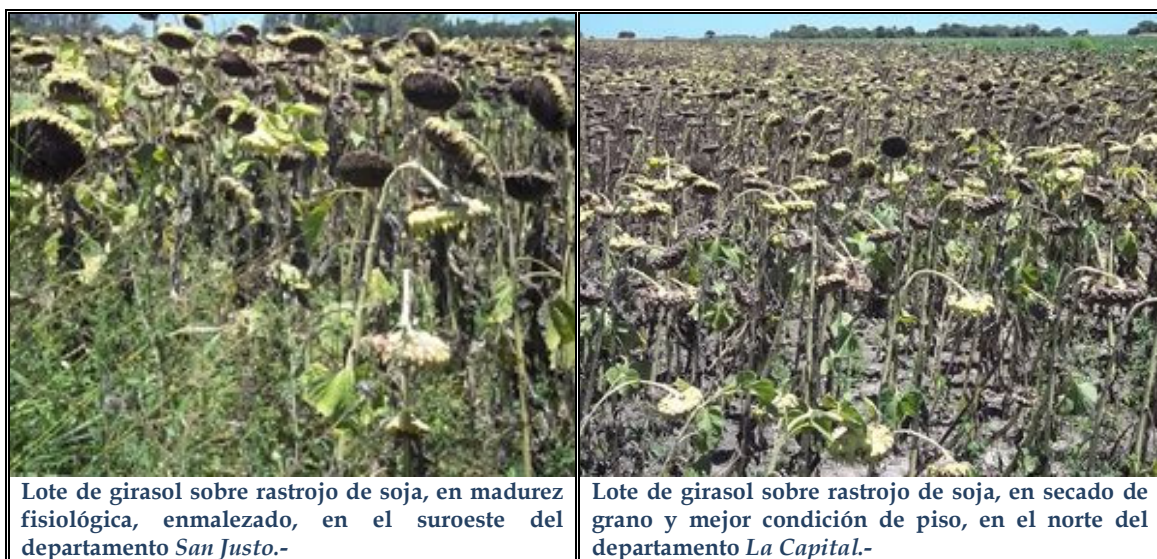 Lote de girasol sobre rastrojo de soja, en madurez
fisiológica, enmalezado, en el suroeste del
departamento San Justo.-
Lote de girasol sobre rastrojo de soja, en secado de
grano y mejor condición de piso, en el norte del
departamento La Capital.-